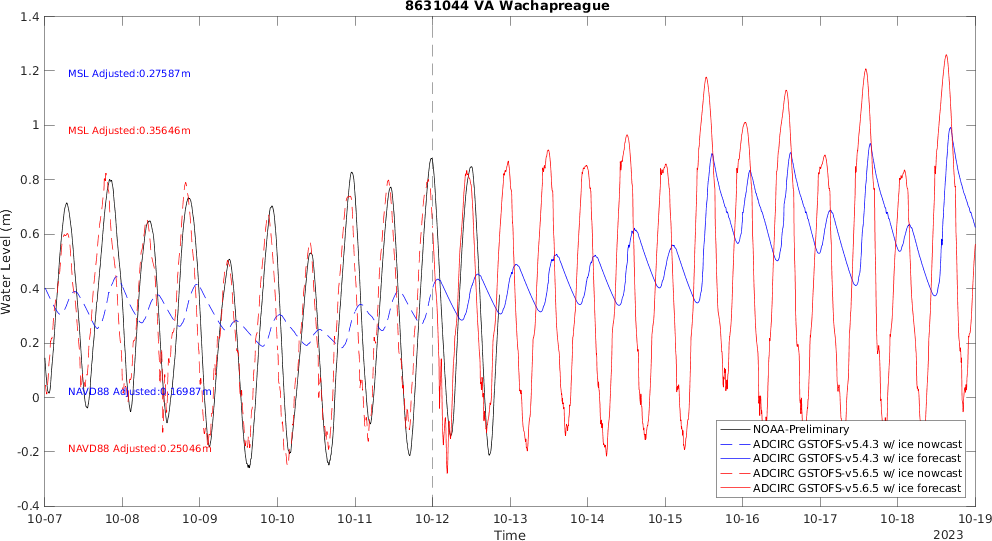 8631044 VA Wachapreague
1.4
1.2
1
0.8
0.6
0.4
0.2
0
-0.2
-0.4
Water Level (m)
MSL Adjusted:0.27587m
MSL Adjusted:0.35646m
NAVD88 Adjusted:0.16987m
NAVD88 Adjusted:0.25046m
NOAA-Preliminary
ADCIRC GSTOFS-v5.4.3 w/ ice nowcast
ADCIRC GSTOFS-v5.4.3 w/ ice forecast
ADCIRC GSTOFS-v5.6.5 w/ ice nowcast
ADCIRC GSTOFS-v5.6.5 w/ ice forecast
10-07 10-08 10-09 10-10 10-11 10-12 10-13 10-14 10-15 10-16 10-17 10-18 10-19
Time
2023